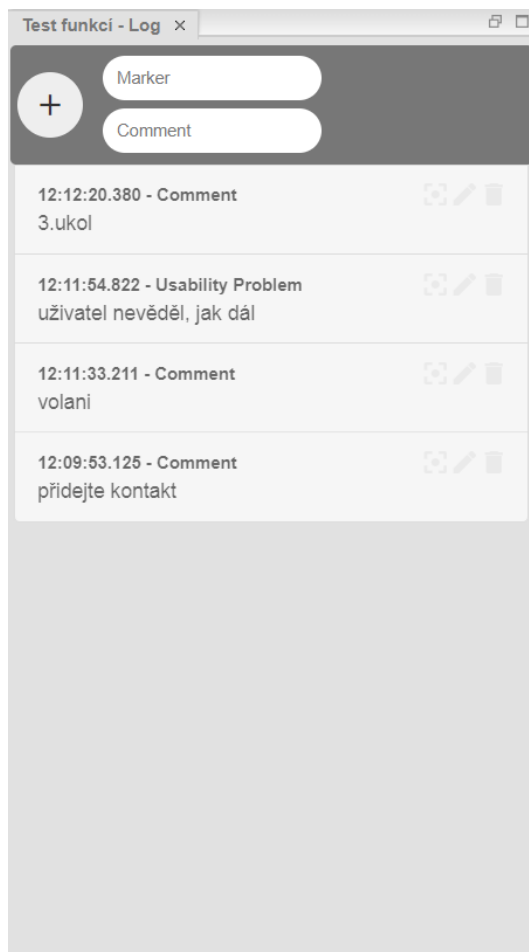 Test funkcí - Log
Marker
Comment
12:12:20.380 - Comment
3.ukol
12:11:54.822 - Usability Problem
uživatel nevěděl, jak dál
12:11:33.211 - Comment
volani
12:09:53.125 - Comment
přidejte kontakt